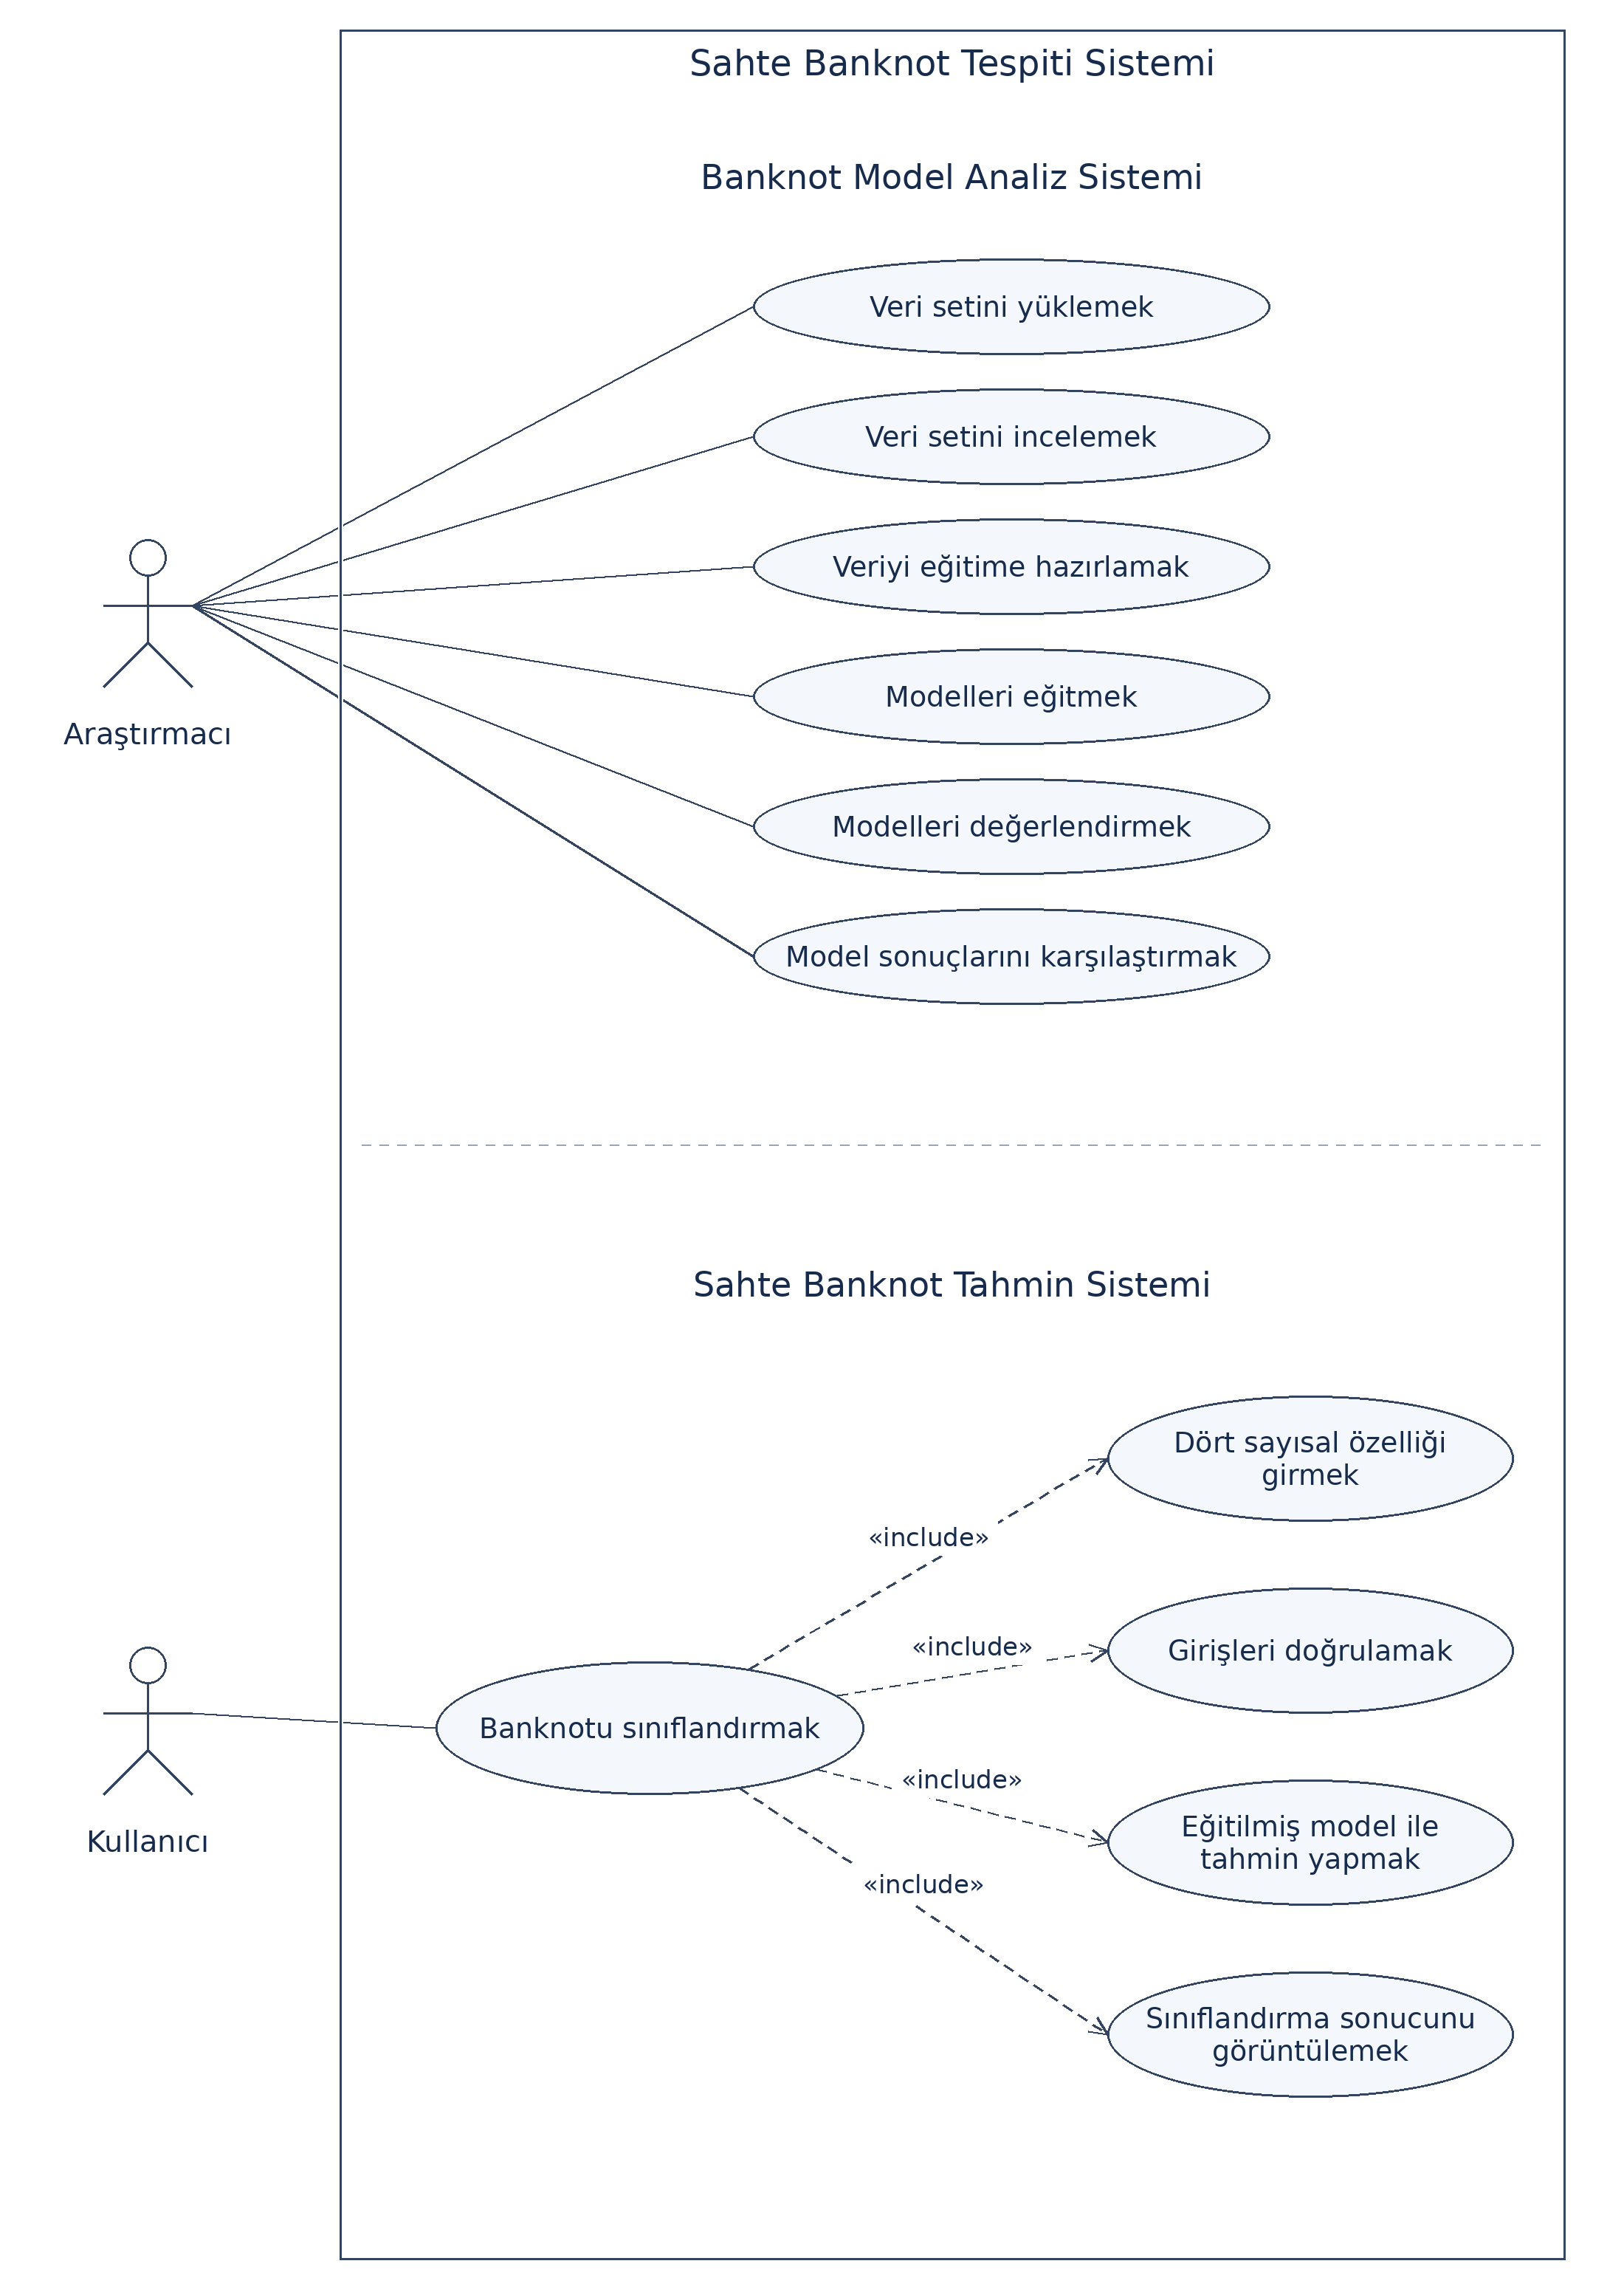 Sahte Banknot Tespiti Sistemi
Banknot Model Analiz Sistemi
Veri setini yüklemek
Veri setini incelemek
Veriyi eğitime hazırlamak
Modelleri eğitmek
Modelleri değerlendirmek
Model sonuçlarını karşılaştırmak
Araştırmacı
Sahte Banknot Tahmin Sistemi
Dört sayısal özelliği
girmek
«include»
Girişleri doğrulamak
«include»
Banknotu sınıflandırmak
Kullanıcı
«include»
Eğitilmiş model ile
tahmin yapmak
«include»
Sınıflandırma sonucunu
görüntülemek